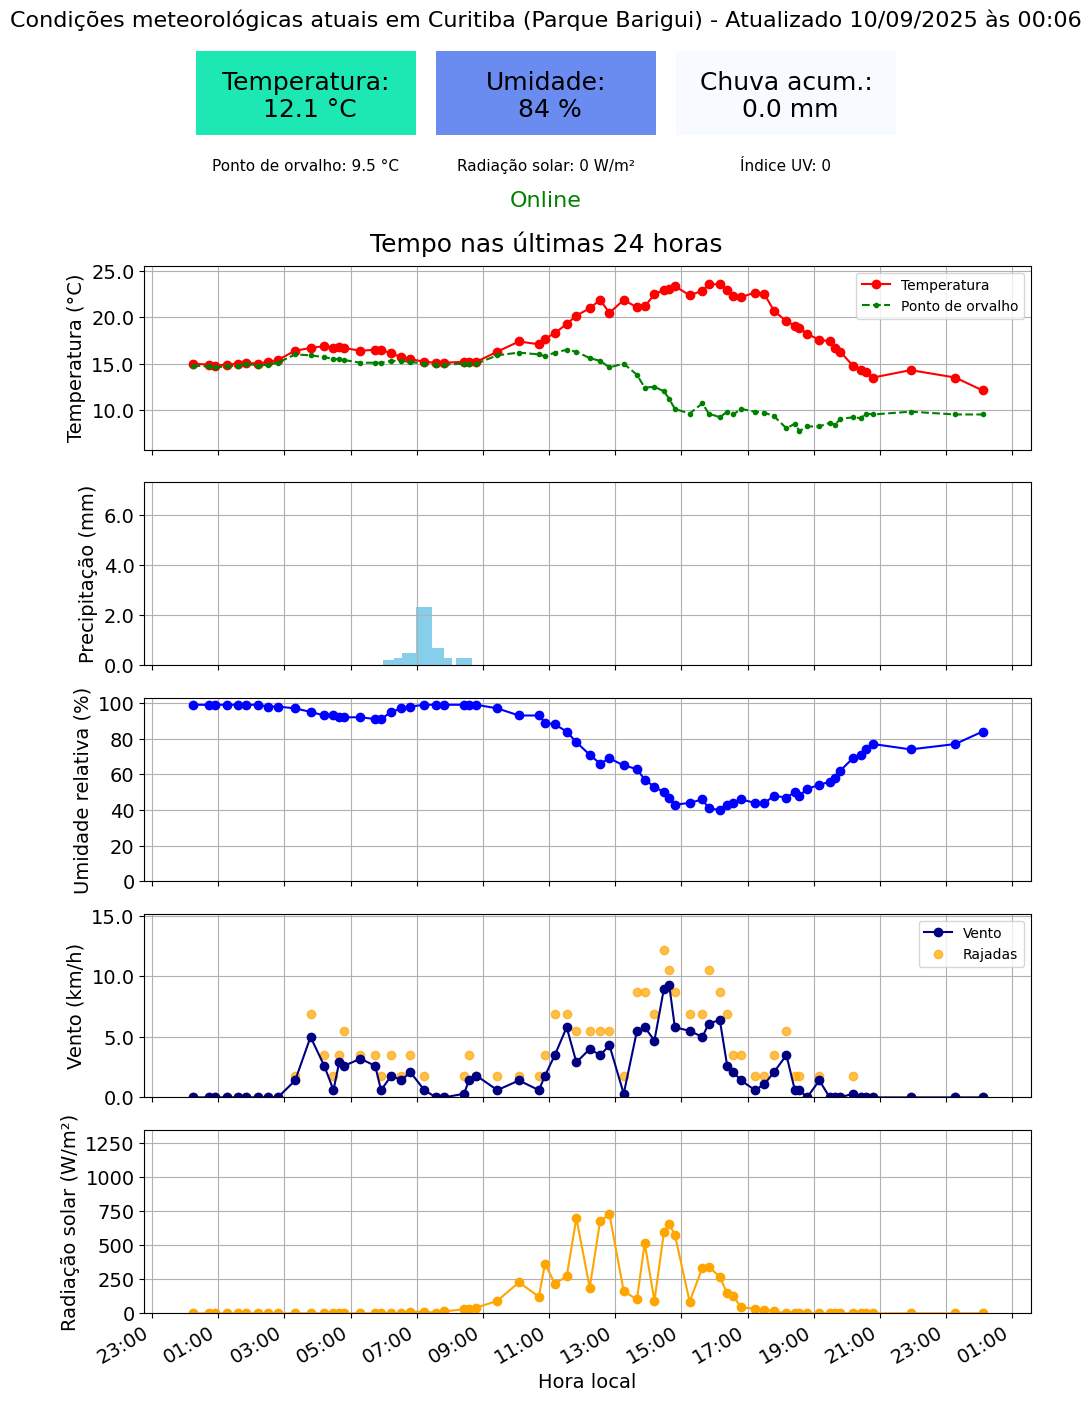 Condições meteorológicas atuais em Curitiba (Parque Barigui) - Atualizado 10/09/2025 às 00:06
Temperatura:
12.1 °C
Umidade:
84 %
Chuva acum.:
0.0 mm
Ponto de orvalho: 9.5 °C
Radiação solar: 0 W/m²
Índice UV: 0
Online
Tempo nas últimas 24 horas
Temperatura (°C)
25.0
20.0
15.0
10.0
Temperatura
Ponto de orvalho
Precipitação (mm)
6.0
4.0
2.0
0.0
Umidade relativa (%)
100
80
60
40
20
0
Vento (km/h)
15.0
10.0
5.0
0.0
Vento
Rajadas
Radiação solar (W/m²)
1250
1000
750
500
250
0
23:00
01:00
03:00
05:00
07:00
09:00
11:00
13:00
15:00
17:00
19:00
21:00
23:00
01:00
Hora local